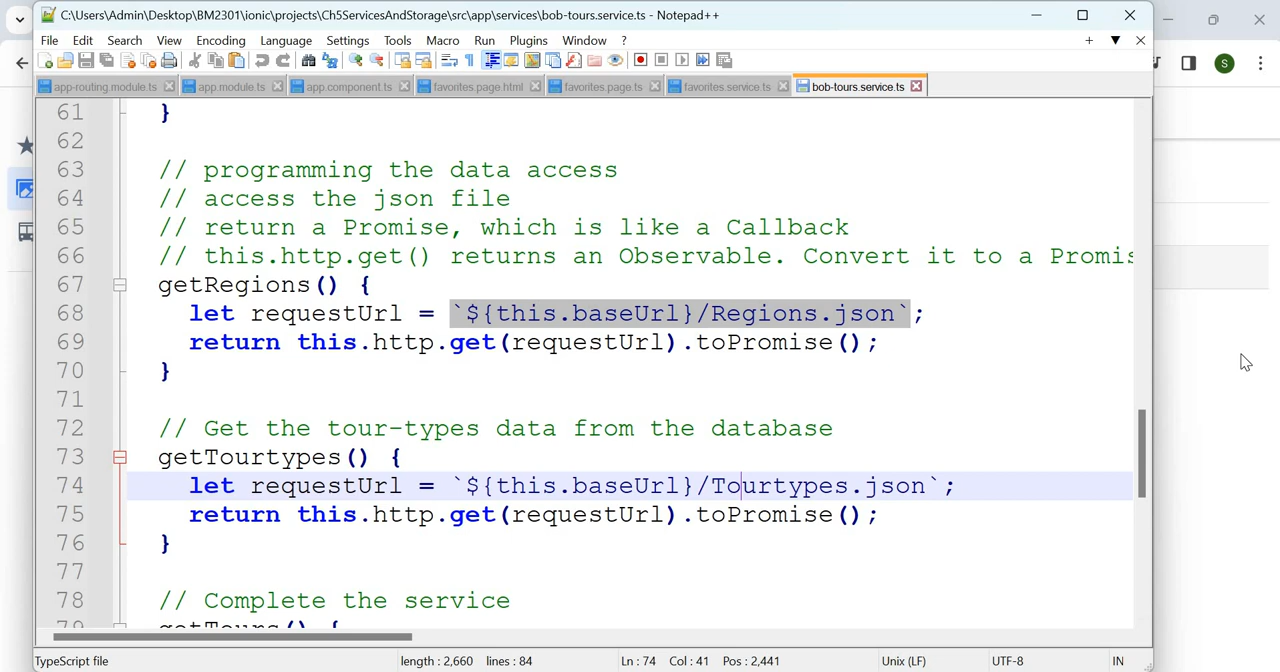 C:\Users\Admin\Desktop\BM2301\ionic\projects\Ch5ServicesAndStorage\src\app\services\bob-tours.service.ts - Notepad++
File Edit Search View Encoding Language Settings Tools Macro Run Plugins Window ?
app-routing.module.ts app.module.ts app.component.ts favorites.page.html favorites.page.ts favorites.service.ts bob-tours.service.ts
S
61 }
62
63 // programming the data access
64 // access the json file
65 // return a Promise, which is like a Callback
66 // this.http.get() returns an Observable. Convert it to a Promis
67 getRegions() {
68 let requestUrl = `${this.baseUrl}/Regions.json`;
69 return this.http.get(requestUrl).toPromise();
70 }
71
72 // Get the tour-types data from the database
73 getTourtypes() {
74 let requestUrl = `${this.baseUrl}/Tourtypes.json`;
75 return this.http.get(requestUrl).toPromise();
76 }
77
78 // Complete the service
79 getTours() {
TypeScript file length : 2,660 lines : 84 Ln : 74 Col : 41 Pos : 2,441 Unix (LF) UTF-8 IN